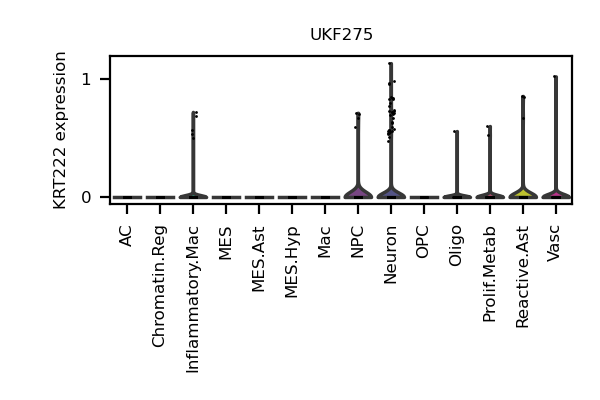 UKF275
KRT222 expression
1
0
AC
Chromatin.Reg
Inflammatory.Mac
MES
MES.Ast
MES.Hyp
Mac
NPC
Neuron
OPC
Oligo
Prolif.Metab
Reactive.Ast
Vasc